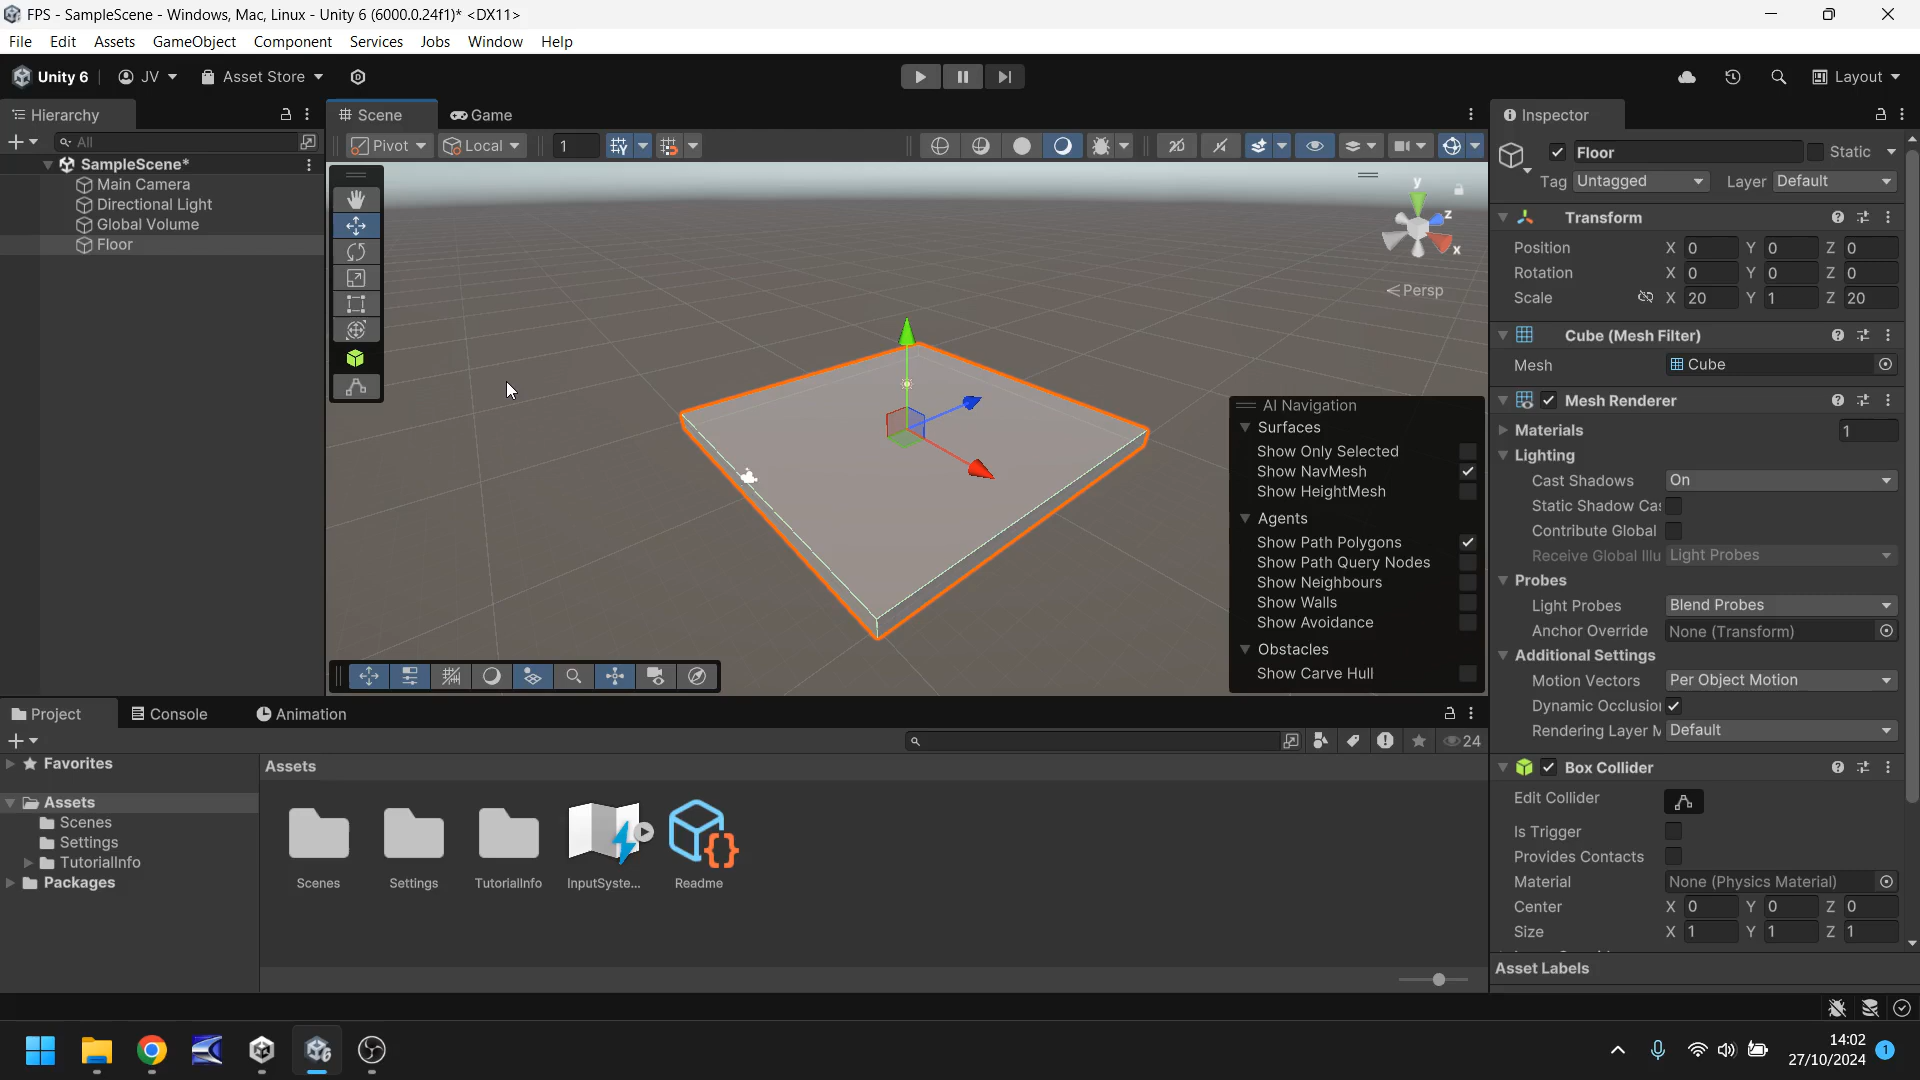 FPS - SampleScene - Windows, Mac, Linux - Unity 6 (6000.0.24f1)* <DX11>
File Edit Assets GameObject Component Services Jobs Window Help
Unity 6 JV Asset Store Layout
Hierarchy
All
SampleScene*
Main Camera
Directional Light
Global Volume
Floor
Scene Game
Pivot Local 1
2D
y
z
x
Persp
AI Navigation
Surfaces
Show Only Selected
Show NavMesh
Show HeightMesh
Agents
Show Path Polygons
Show Path Query Nodes
Show Neighbours
Show Walls
Show Avoidance
Obstacles
Show Carve Hull
Inspector
Floor Static
Tag Untagged Layer Default
Transform
Position X 0 Y 0 Z 0
Rotation X 0 Y 0 Z 0
Scale X 20 Y 1 Z 20
Cube (Mesh Filter)
Mesh Cube
Mesh Renderer
Materials 1
Lighting
Cast Shadows On
Static Shadow Ca
Contribute Global
Receive Global Illu Light Probes
Probes
Light Probes Blend Probes
Anchor Override None (Transform)
Additional Settings
Motion Vectors Per Object Motion
Dynamic Occlusio
Rendering Layer M Default
Box Collider
Edit Collider
Is Trigger
Provides Contacts
Material None (Physics Material)
Center X 0 Y 0 Z 0
Size X 1 Y 1 Z 1
Asset Labels
Project Console Animation
24
Favorites
Assets
Scenes
Settings
TutorialInfo
Packages
Assets
Scenes Settings TutorialInfo InputSyste... Readme
14:02
27/10/2024
1